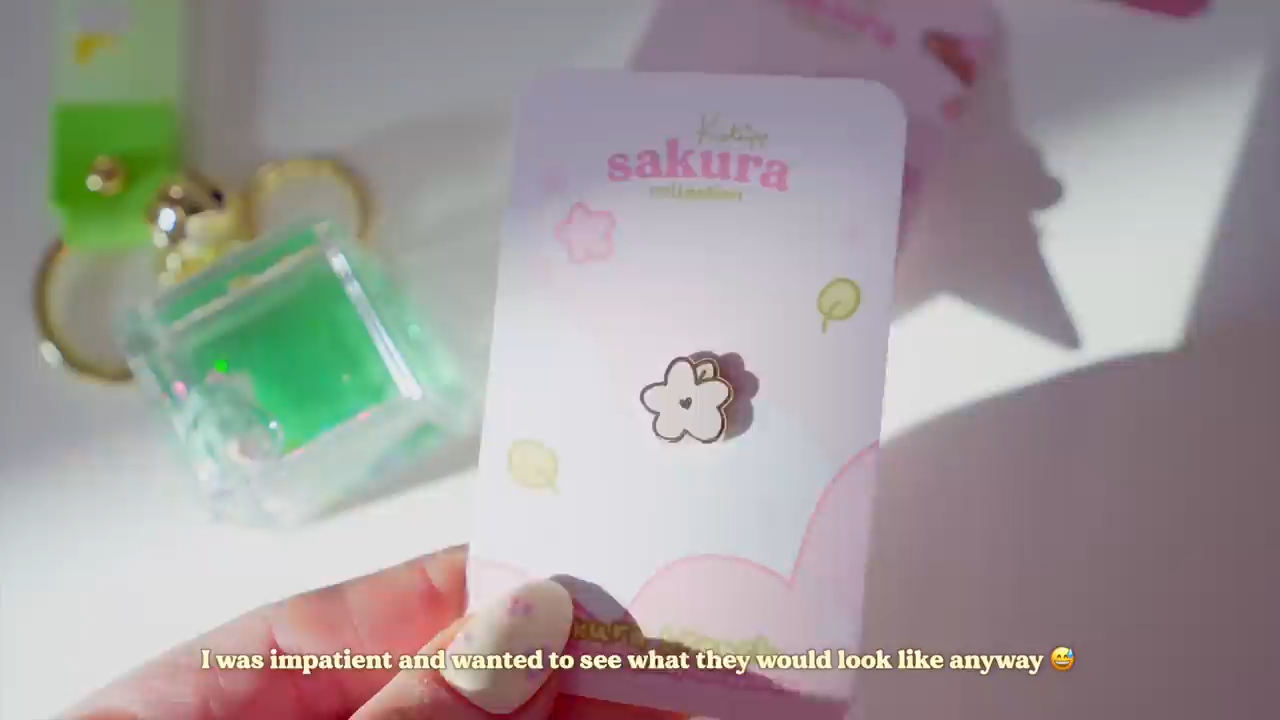 sakura
collection
I was impatient and wanted to see what they would look like anyway 😅